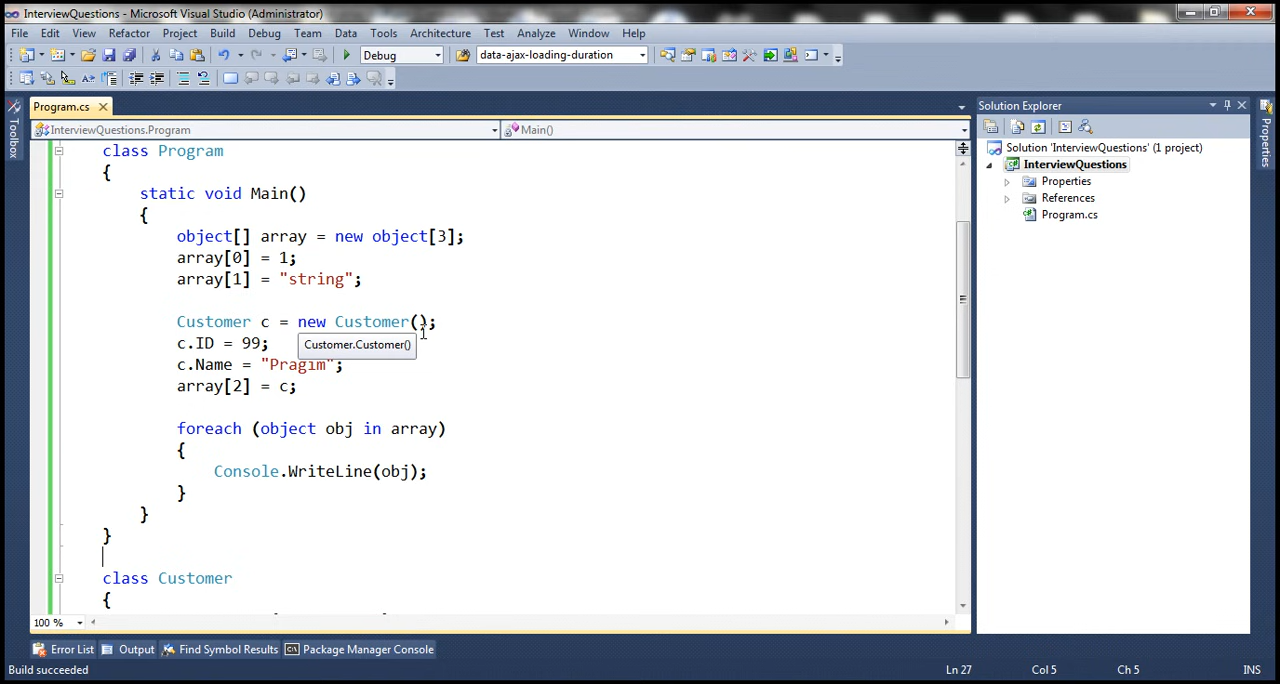 InterviewQuestions - Microsoft Visual Studio (Administrator)
File Edit View Refactor Project Build Debug Team Data Tools Architecture Test Analyze Window Help
Debug data-ajax-loading-duration
Toolbox
Program.cs
InterviewQuestions.Program Main()
class Program
{
static void Main()
{
object[] array = new object[3];
array[0] = 1;
array[1] = "string";
Customer c = new Customer();
c.ID = 99;
Customer.Customer()
c.Name = "Pragim";
array[2] = c;
foreach (object obj in array)
{
Console.WriteLine(obj);
}
}
}
class Customer
{
100 %
Solution Explorer
Solution 'InterviewQuestions' (1 project)
InterviewQuestions
Properties
References
Program.cs
Properties
Error List Output Find Symbol Results Package Manager Console
Build succeeded Ln 27 Col 5 Ch 5 INS